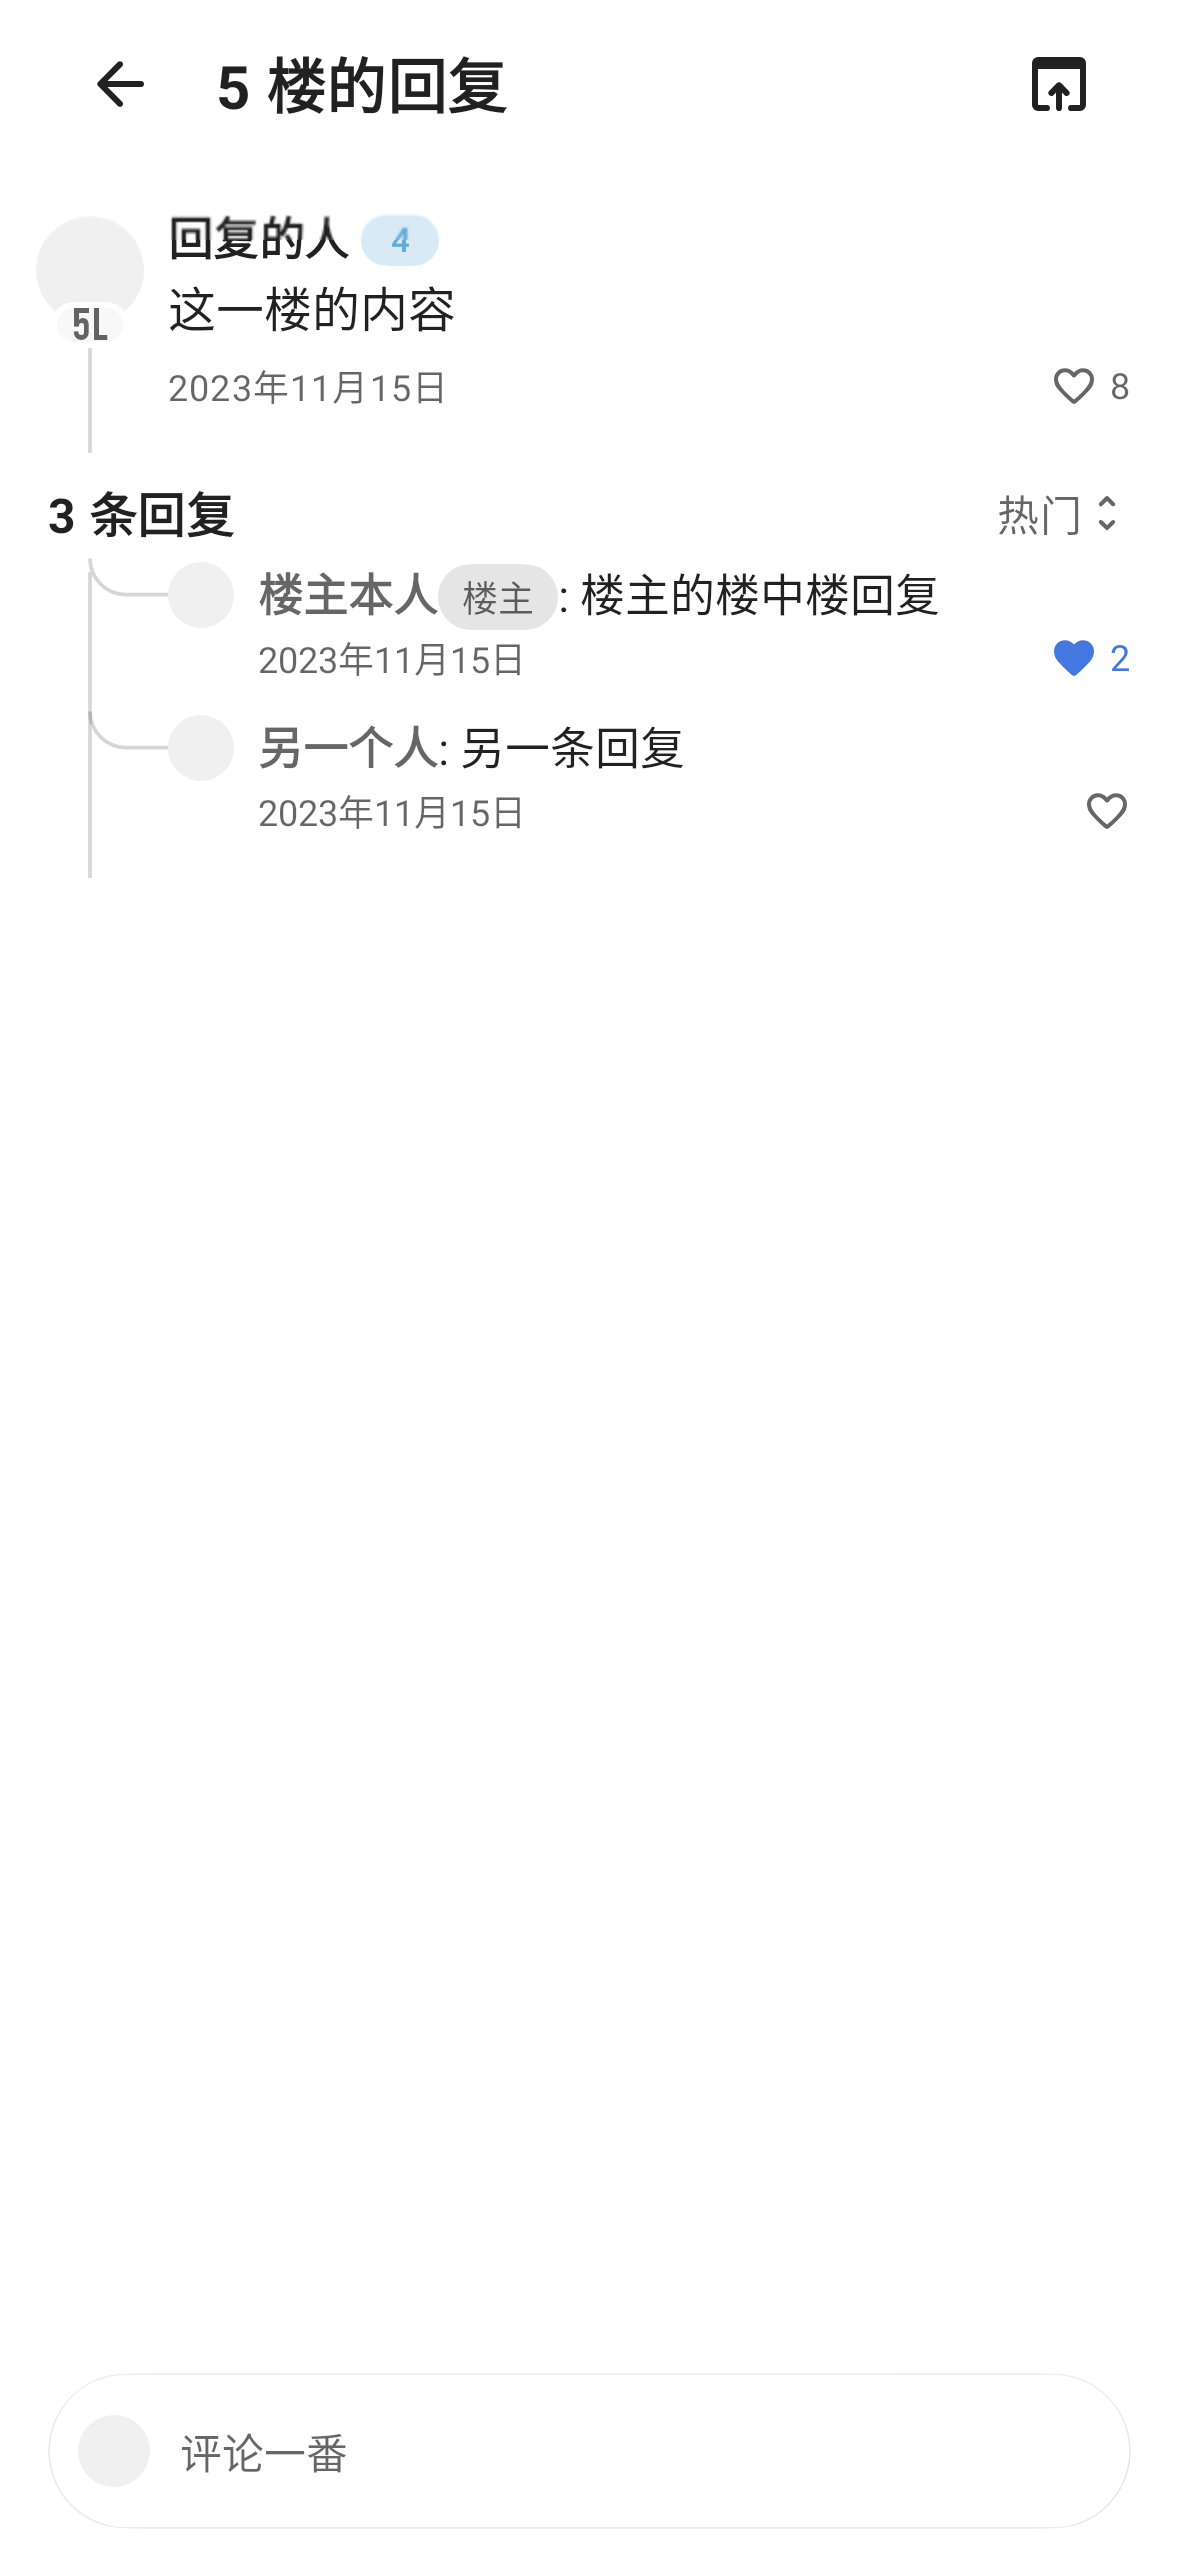 5 楼的回复
回复的人 4
5L
这一楼的内容
2023年11月15日 8
3 条回复 热门
楼主本人 楼主 : 楼主的楼中楼回复
2023年11月15日 2
另一个人: 另一条回复
2023年11月15日
评论一番